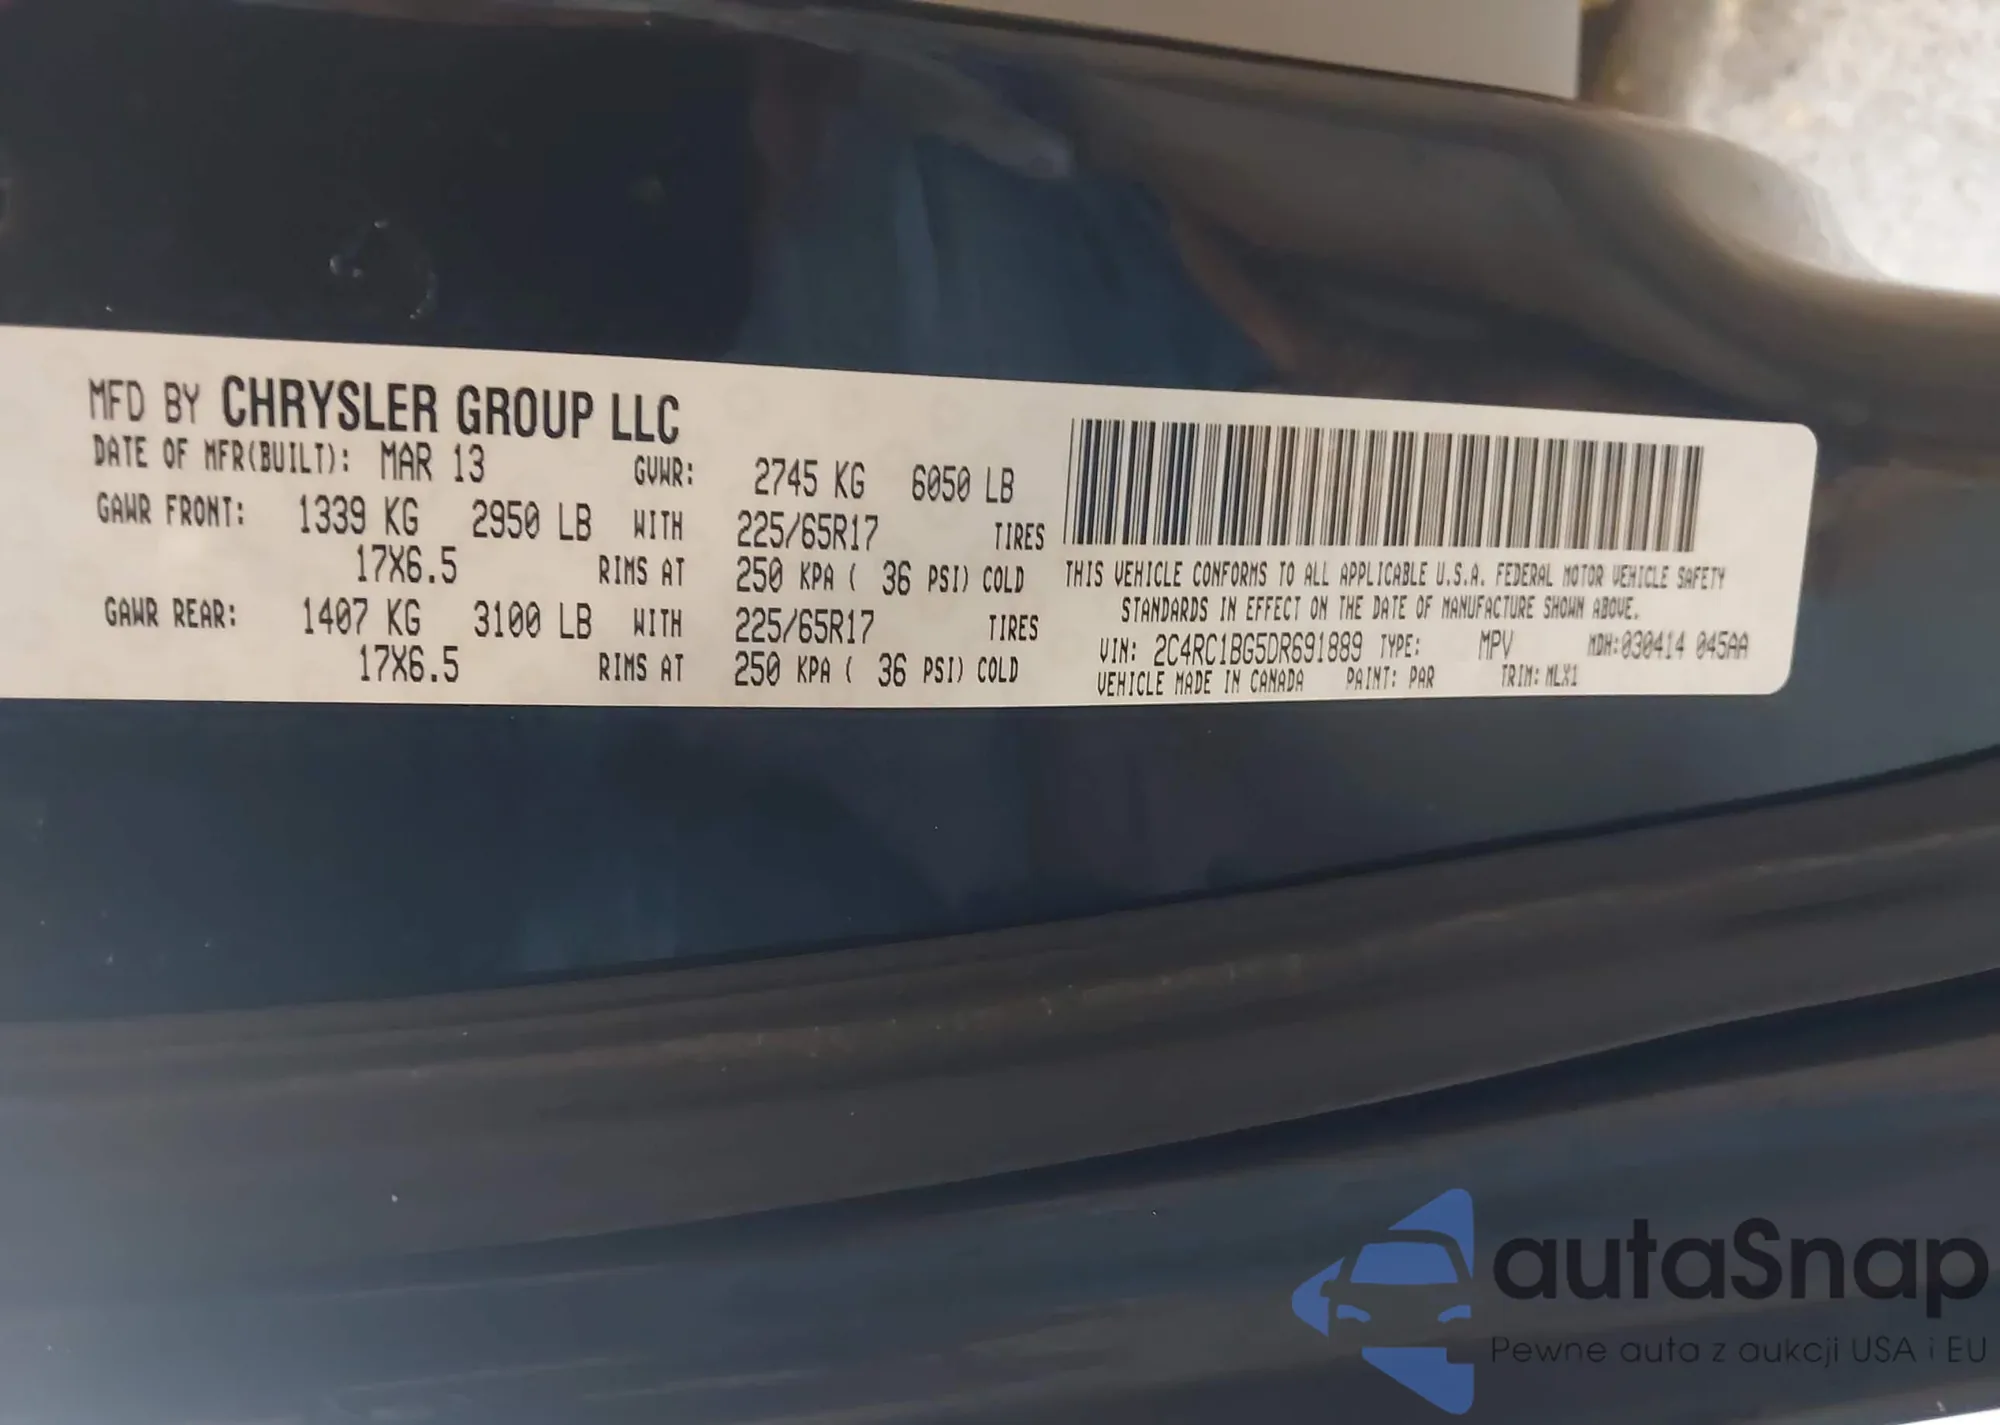 MFD BY CHRYSLER GROUP LLC
DATE OF MFR(BUILT): MAR 13 GVWR: 2745 KG 6050 LB
GAWR FRONT: 1339 KG 2950 LB WITH 225/65R17 TIRES
17X6.5 RIMS AT 250 KPA ( 36 PSI) COLD
GAWR REAR: 1407 KG 3100 LB WITH 225/65R17 TIRES
17X6.5 RIMS AT 250 KPA ( 36 PSI) COLD
THIS VEHICLE CONFORMS TO ALL APPLICABLE U.S.A. FEDERAL MOTOR VEHICLE SAFETY
STANDARDS IN EFFECT ON THE DATE OF MANUFACTURE SHOWN ABOVE.
VIN: 2C4RC1BG5DR691889 TYPE: MPV MDH:030414 045AA
VEHICLE MADE IN CANADA PAINT: PAR TRIM: MLX1
autaSnap
Pewne auta z aukcji USA i EU